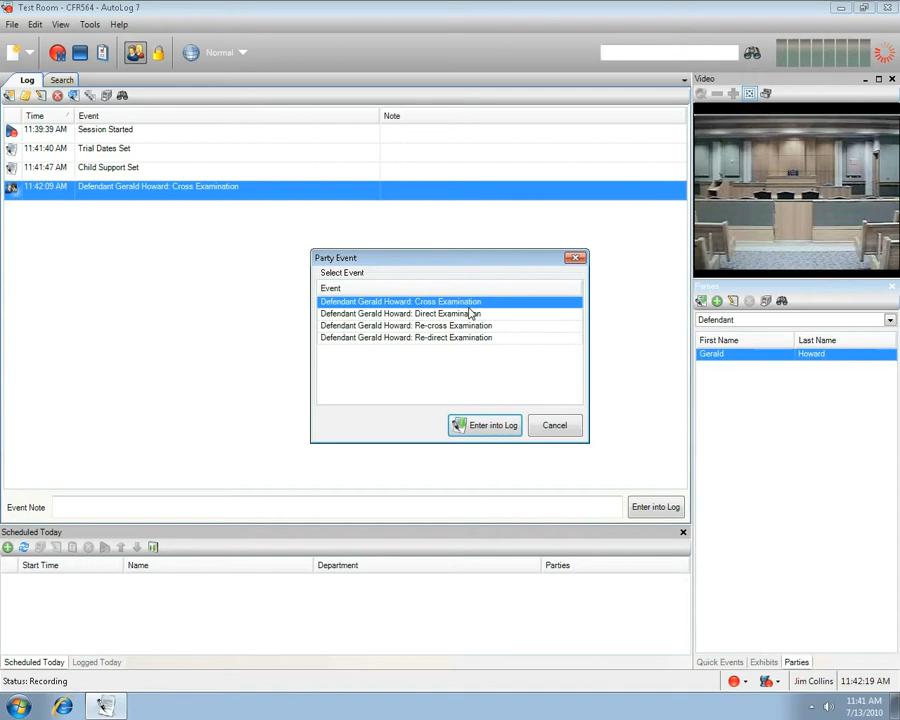 Test Room - CFR564 - AutoLog 7
File Edit View Tools Help
Normal
Log Search
Time Event Note
11:39:39 AM Session Started
11:41:40 AM Trial Dates Set
11:41:47 AM Child Support Set
11:42:09 AM Defendant Gerald Howard: Cross Examination
Video
Party Event
Select Event
Event
Defendant Gerald Howard: Cross Examination
Defendant Gerald Howard: Direct Examination
Defendant Gerald Howard: Re-cross Examination
Defendant Gerald Howard: Re-direct Examination
Enter into Log Cancel
Parties
Defendant
First Name Last Name
Gerald Howard
Event Note Enter into Log
Scheduled Today
Start Time Name Department Parties
Scheduled Today Logged Today
Quick Events Exhibits Parties
Status: Recording
Jim Collins 11:42:19 AM
11:41 AM
7/13/2010